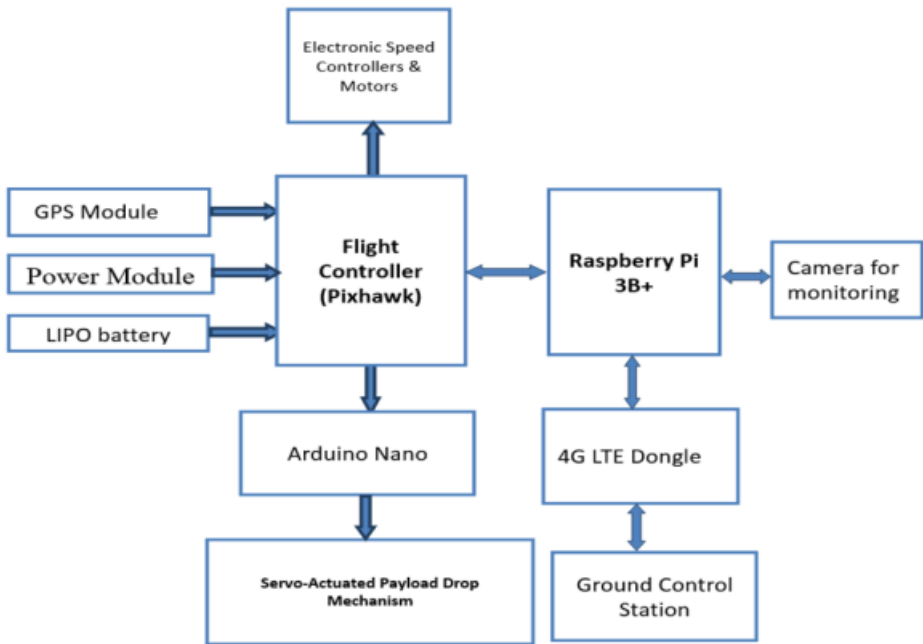 Electronic Speed
Controllers &
Motors
GPS Module
Power Module
LIPO battery
Flight
Controller
(Pixhawk)
Raspberry Pi
3B+
Camera for
monitoring
Arduino Nano
4G LTE Dongle
Servo-Actuated Payload Drop
Mechanism
Ground Control
Station